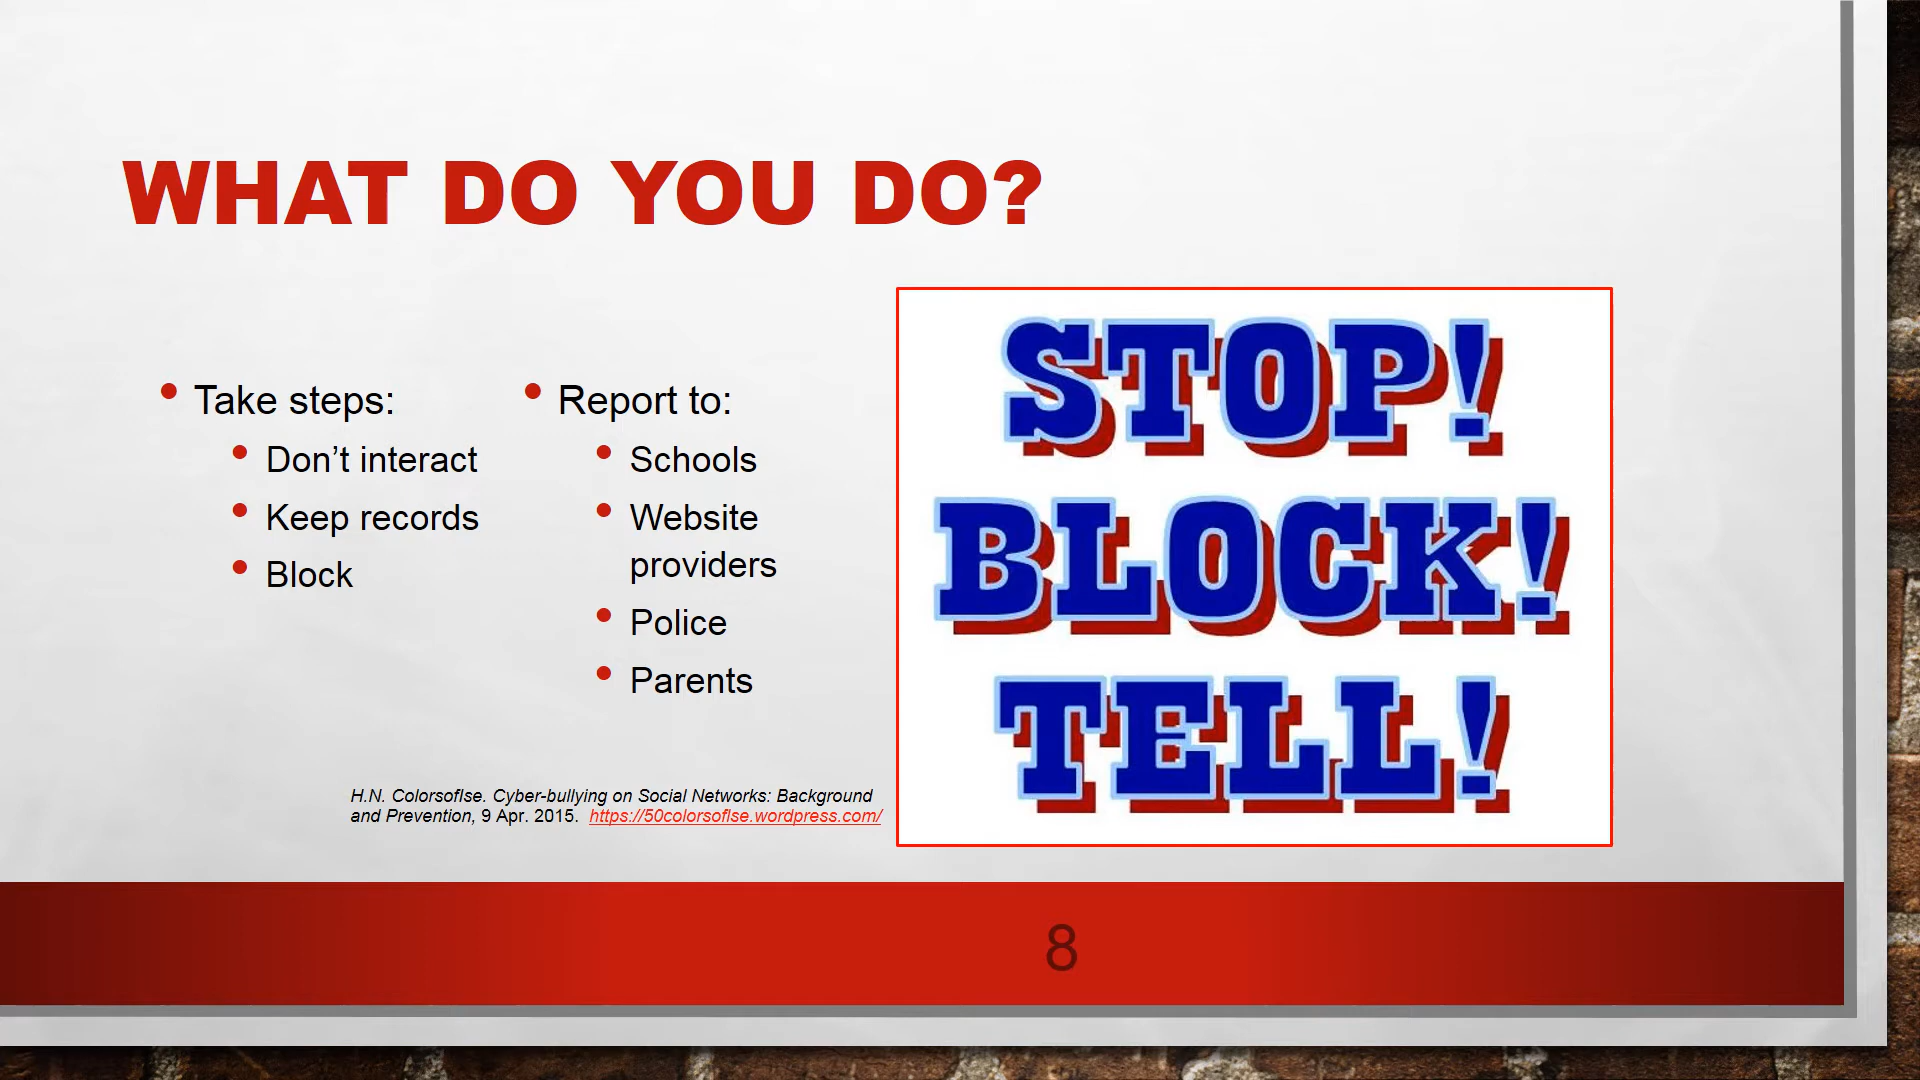 WHAT DO YOU DO?
Take steps:
Don’t interact
Keep records
Block
Report to:
Schools
Website
providers
Police
Parents
STOP!
BLOCK!
TELL!
H.N. Colorsoflse. Cyber-bullying on Social Networks: Background
and Prevention, 9 Apr. 2015. https://50colorsoflse.wordpress.com/
8